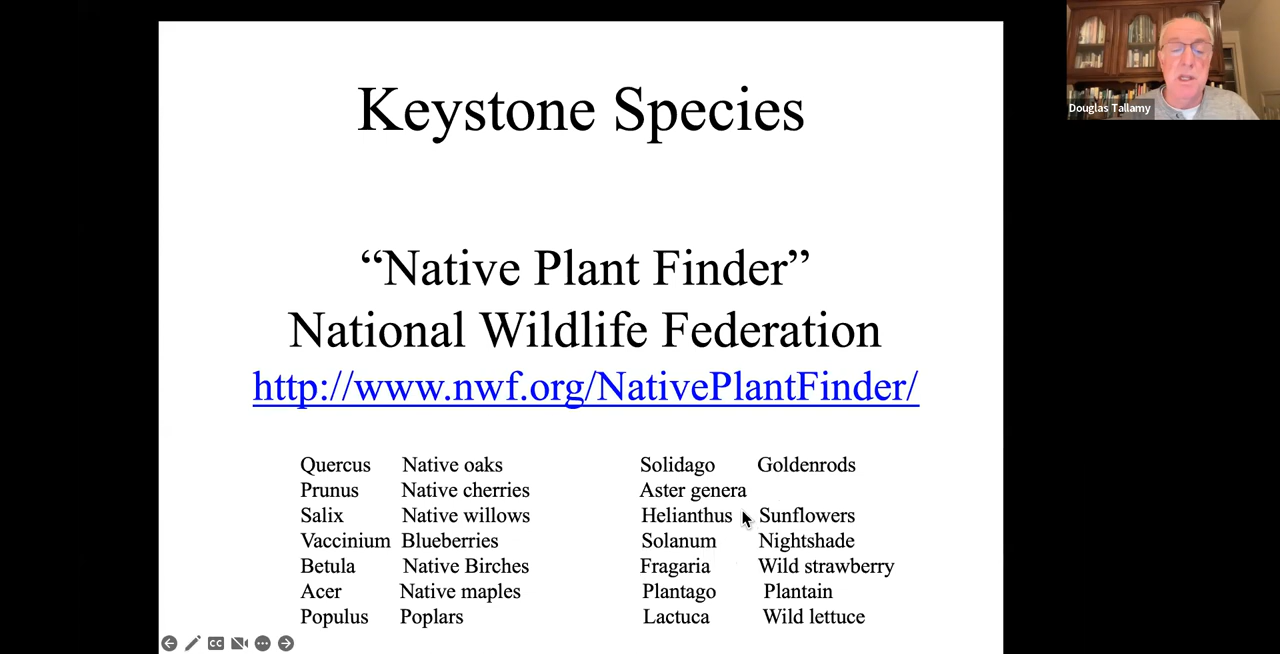 Keystone Species
Douglas Tallamy
“Native Plant Finder”
National Wildlife Federation
http://www.nwf.org/NativePlantFinder/
Quercus Native oaks
Prunus Native cherries
Salix Native willows
Vaccinium Blueberries
Betula Native Birches
Acer Native maples
Populus Poplars
Solidago Goldenrods
Aster genera
Helianthus Sunflowers
Solanum Nightshade
Fragaria Wild strawberry
Plantago Plantain
Lactuca Wild lettuce
CC